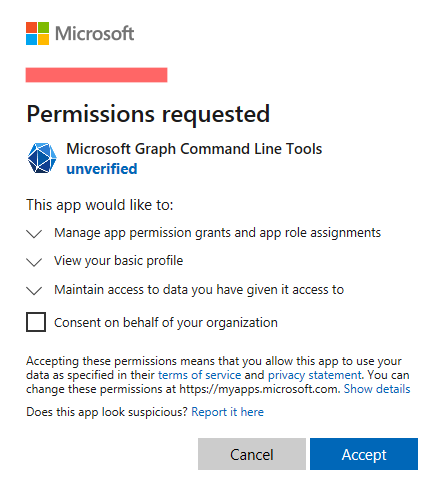 Microsoft
Permissions requested
Microsoft Graph Command Line Tools
unverified
This app would like to:
Manage app permission grants and app role assignments
View your basic profile
Maintain access to data you have given it access to
Consent on behalf of your organization
Accepting these permissions means that you allow this app to use your
data as specified in their terms of service and privacy statement. You can
change these permissions at https://myapps.microsoft.com. Show details
Does this app look suspicious? Report it here
Cancel Accept